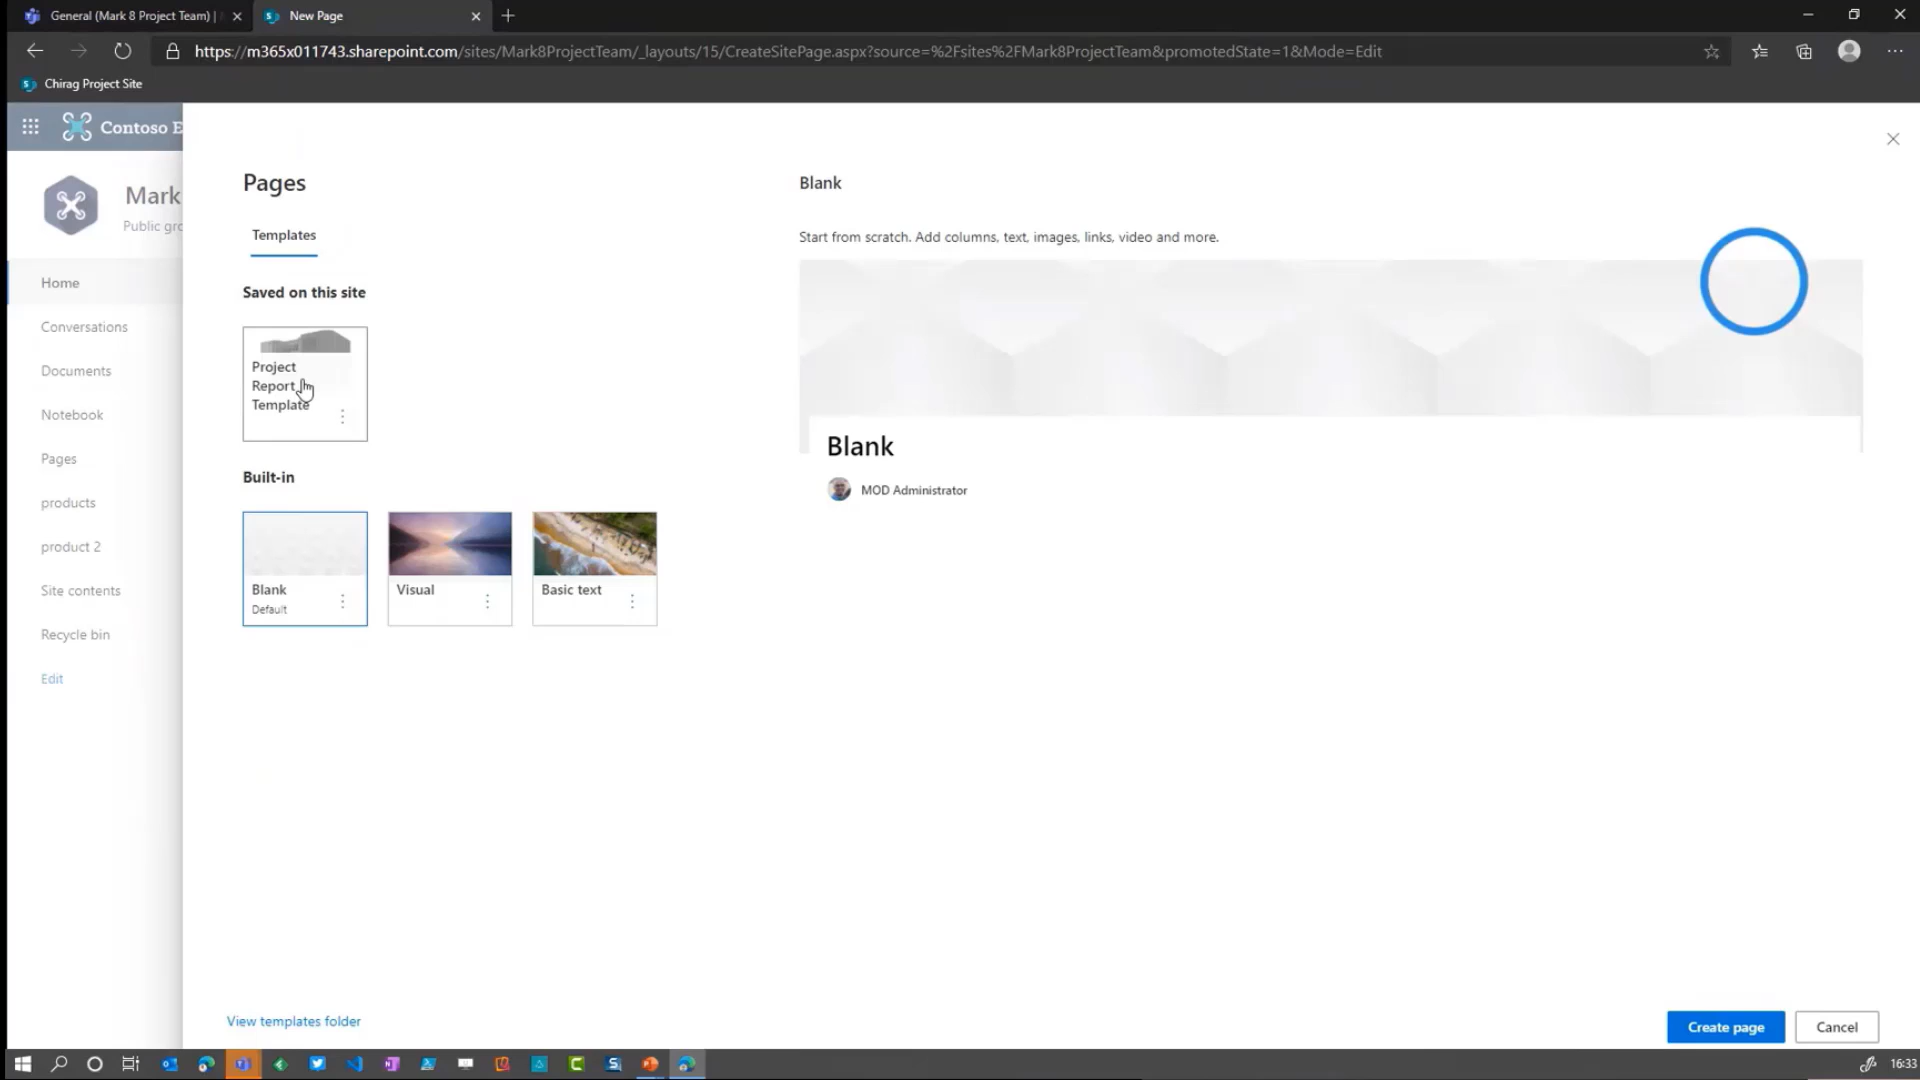 General (Mark 8 Project Team) |
New Page
https://m365x011743.sharepoint.com/sites/Mark8ProjectTeam/_layouts/15/CreateSitePage.aspx?source=%2Fsites%2FMark8ProjectTeam&promotedState=1&Mode=Edit
Chirag Project Site
Contoso E
Mark
Public gro
Home
Conversations
Documents
Notebook
Pages
products
product 2
Site contents
Recycle bin
Edit
Pages
Templates
Saved on this site
Project
Report
Template
Built-in
Blank
Default
Visual
Basic text
View templates folder
Blank
Start from scratch. Add columns, text, images, links, video and more.
Blank
MOD Administrator
Create page
Cancel
16:33